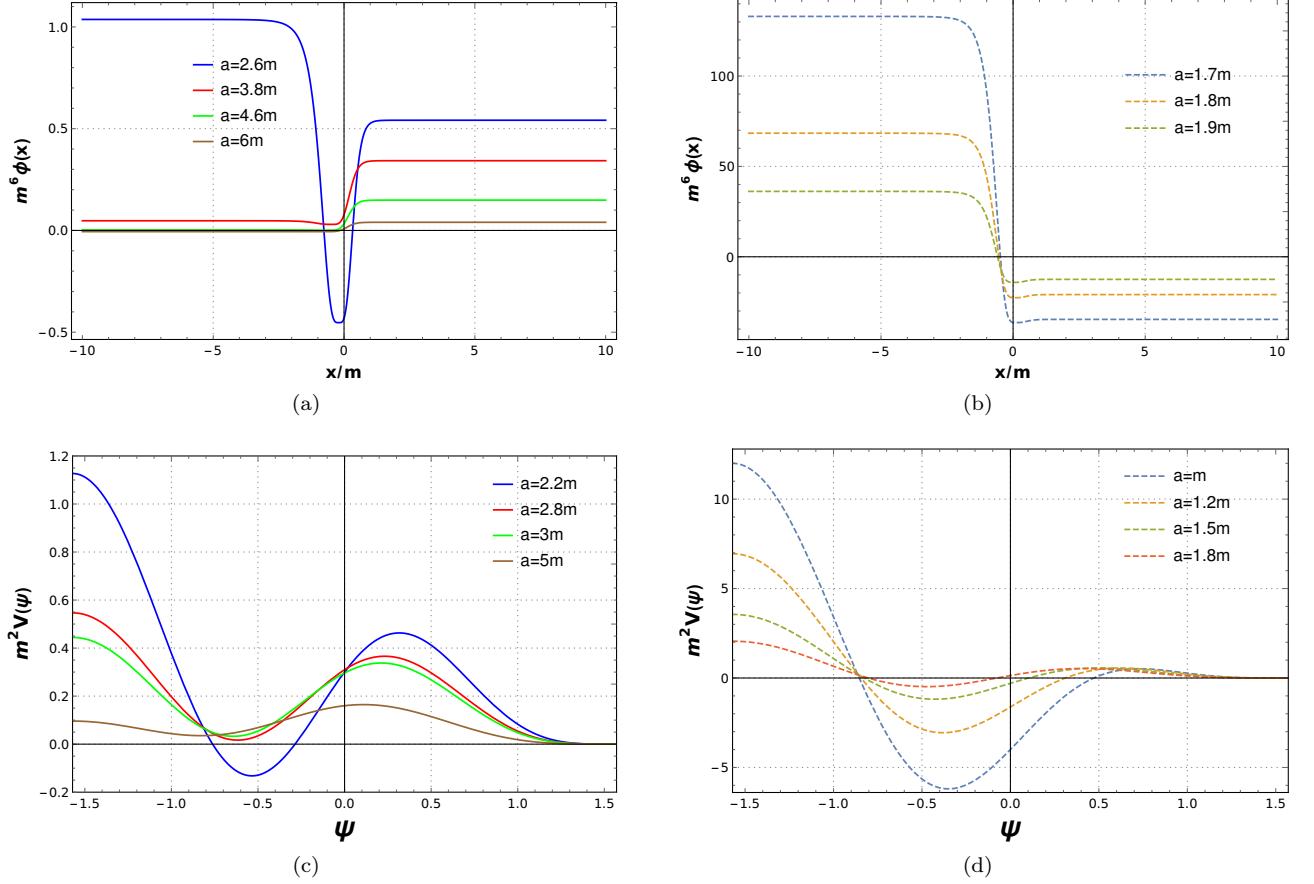 m⁶ ϕ(x)
1.0
0.5
0.0
−0.5
a=2.6m
a=3.8m
a=4.6m
a=6m
−10 −5 0 5 10
x/m
(a)
m⁶ ϕ(x)
100
50
0
a=1.7m
a=1.8m
a=1.9m
−10 −5 0 5 10
x/m
(b)
m² V(ψ)
1.2
1.0
0.8
0.6
0.4
0.2
0.0
−0.2
a=2.2m
a=2.8m
a=3m
a=5m
−1.5 −1.0 −0.5 0.0 0.5 1.0 1.5
ψ
(c)
m² V(ψ)
10
5
0
−5
a=m
a=1.2m
a=1.5m
a=1.8m
−1.5 −1.0 −0.5 0.0 0.5 1.0 1.5
ψ
(d)